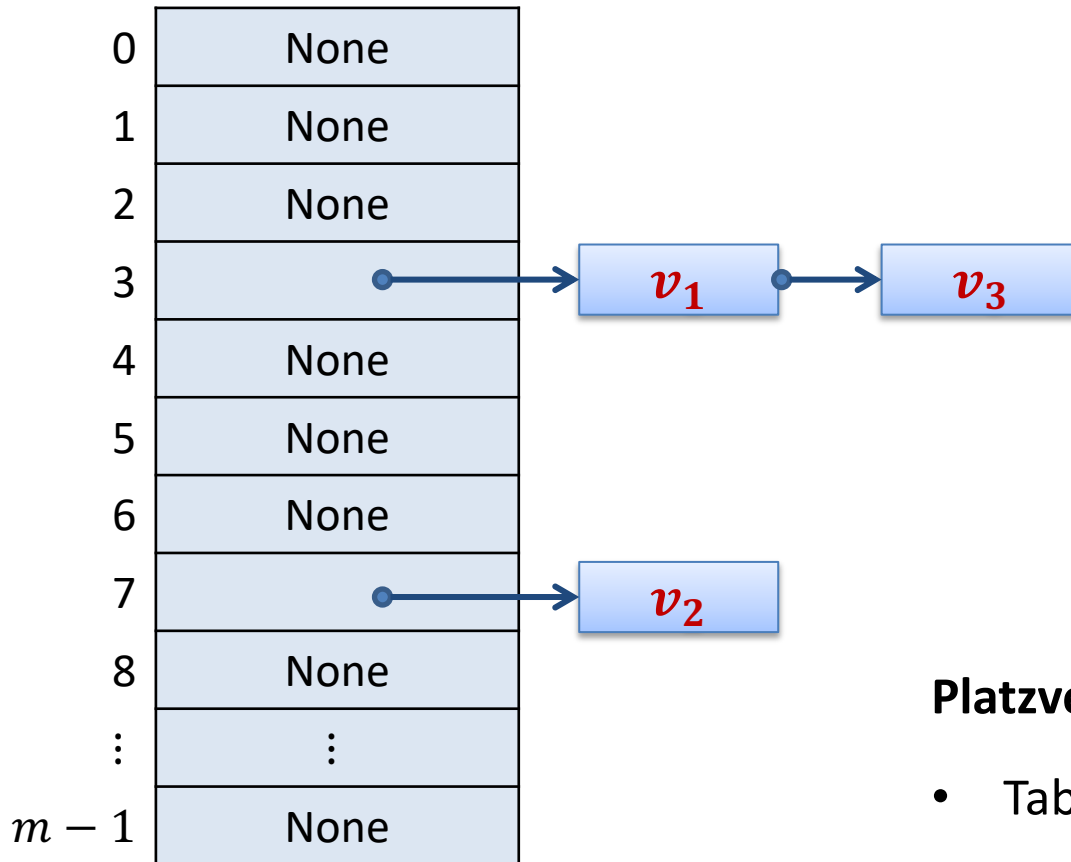 0 None
1 None
2 None
3 v₁ v₃
4 None
5 None
6 None
7 v₂
8 None
⋮ ⋮
m − 1 None
• Tab